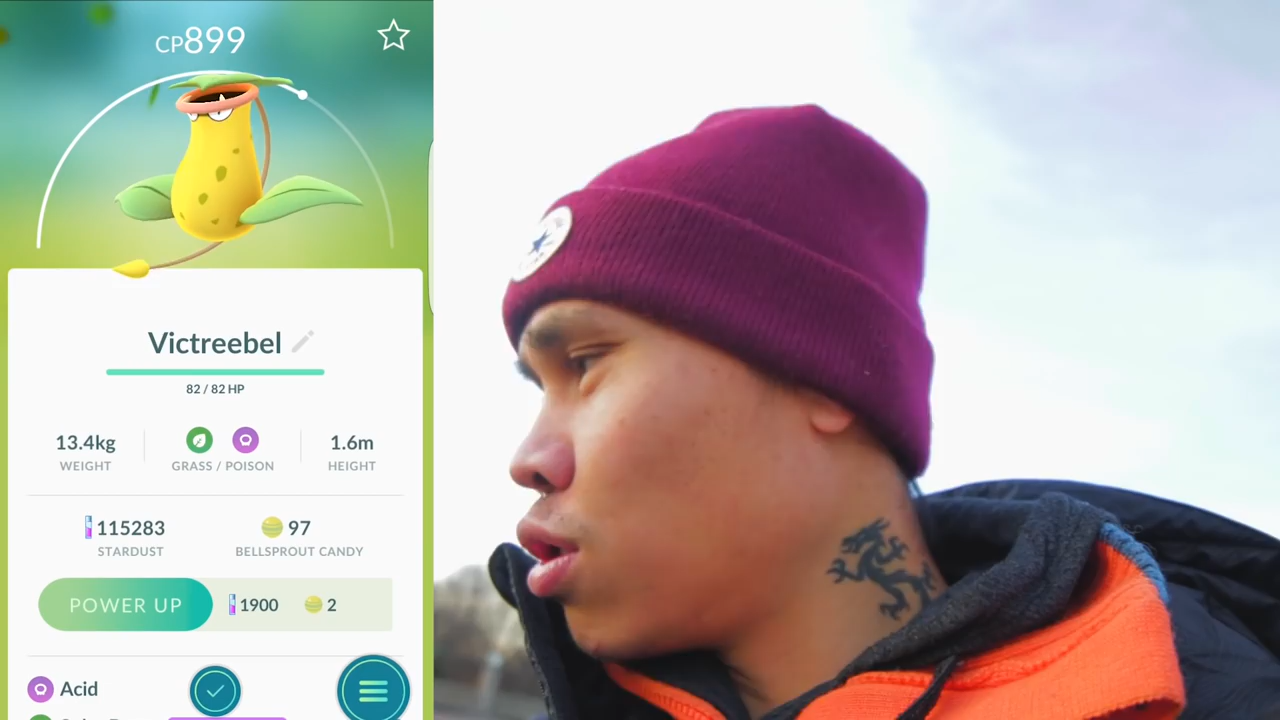 CP899
Victreebel
82 / 82 HP
13.4kg
WEIGHT
GRASS / POISON
1.6m
HEIGHT
115283
STARDUST
97
BELLSPROUT CANDY
POWER UP
1900
2
Acid